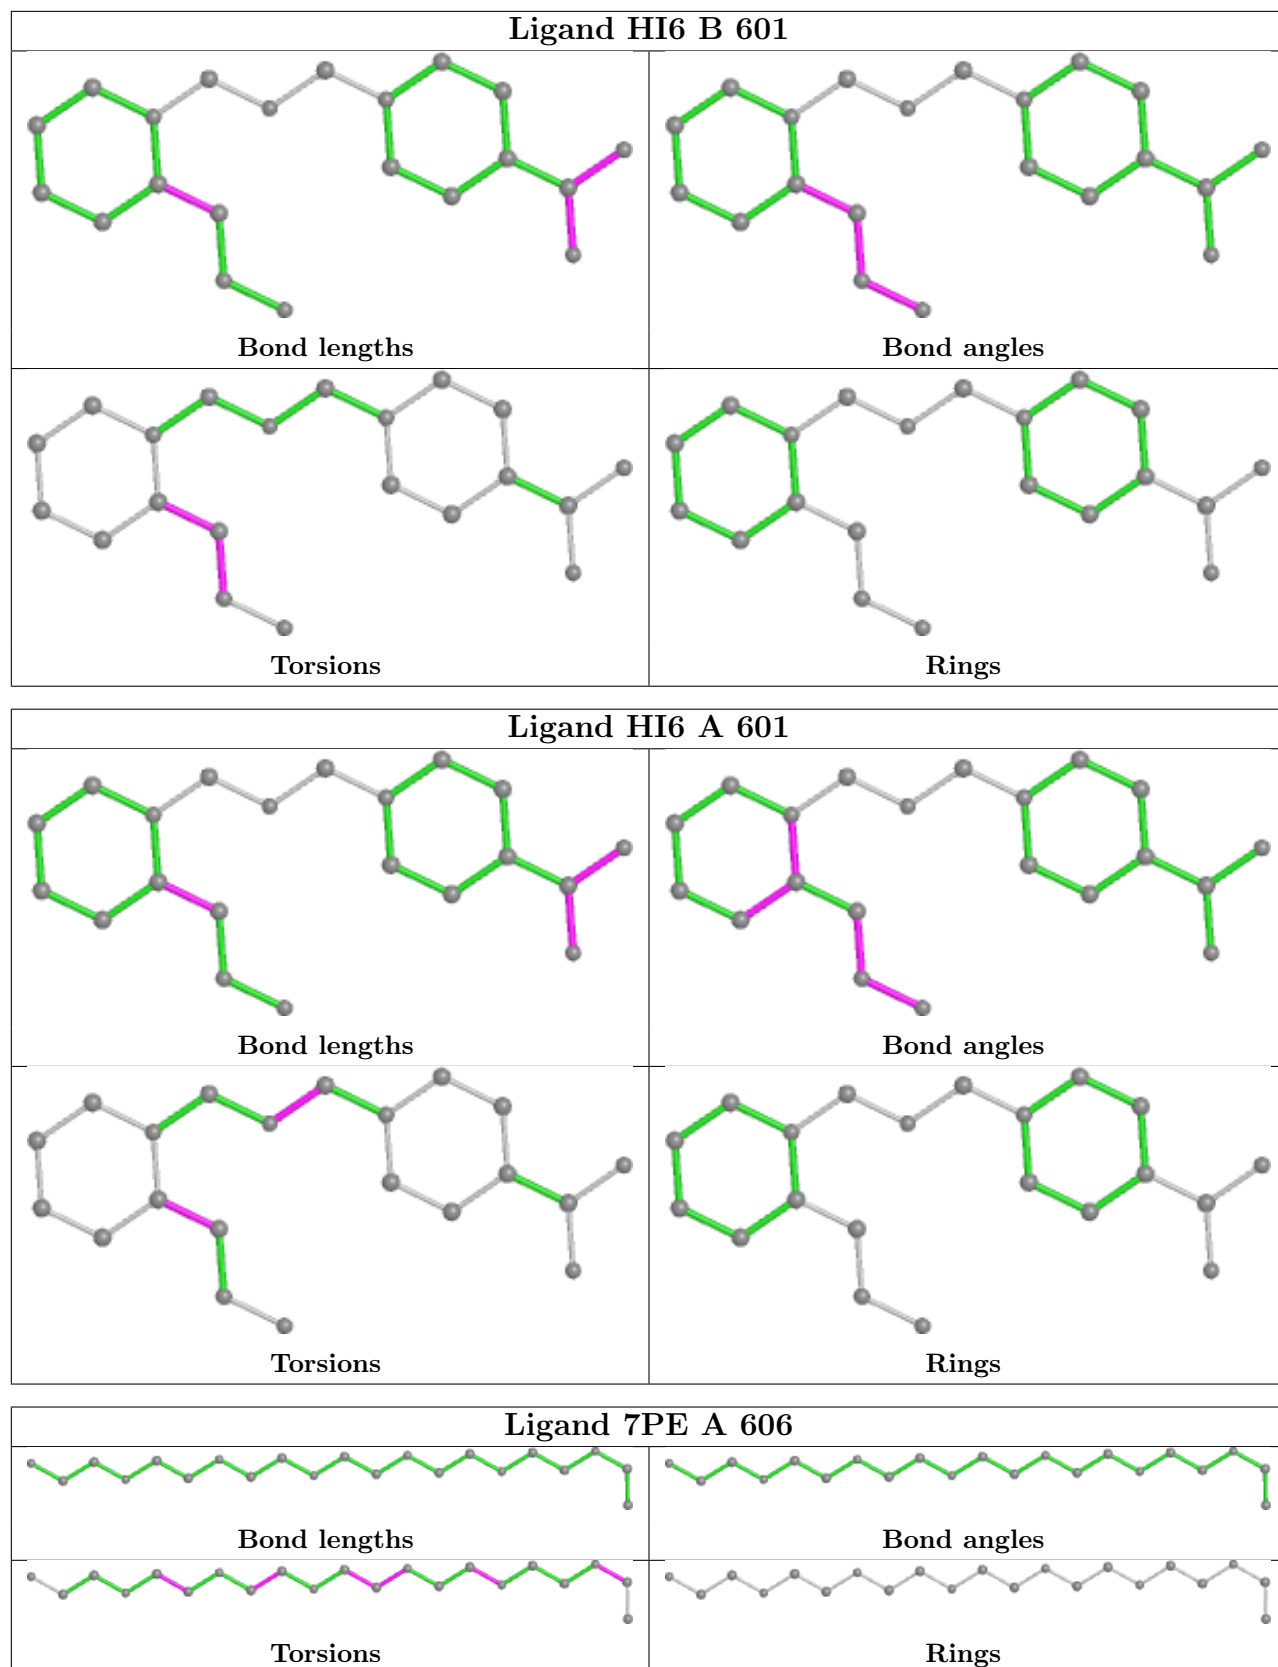 Ligand HI6 B 601
Bond lengths
Bond angles
Torsions
Rings
Ligand HI6 A 601
Bond lengths
Bond angles
Torsions
Rings
Ligand 7PE A 606
Bond lengths
Bond angles
Torsions
Rings